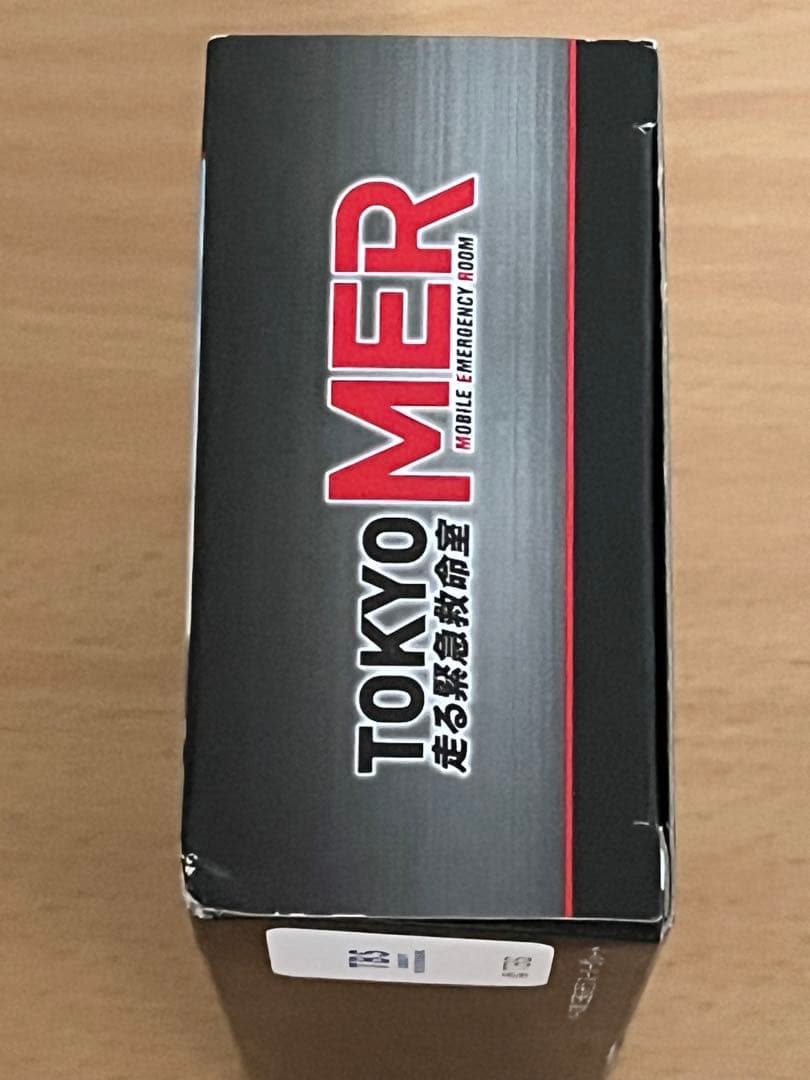 TOKYO MER
MOBILE EMERGENCY ROOM
走る緊急救命室
TBS